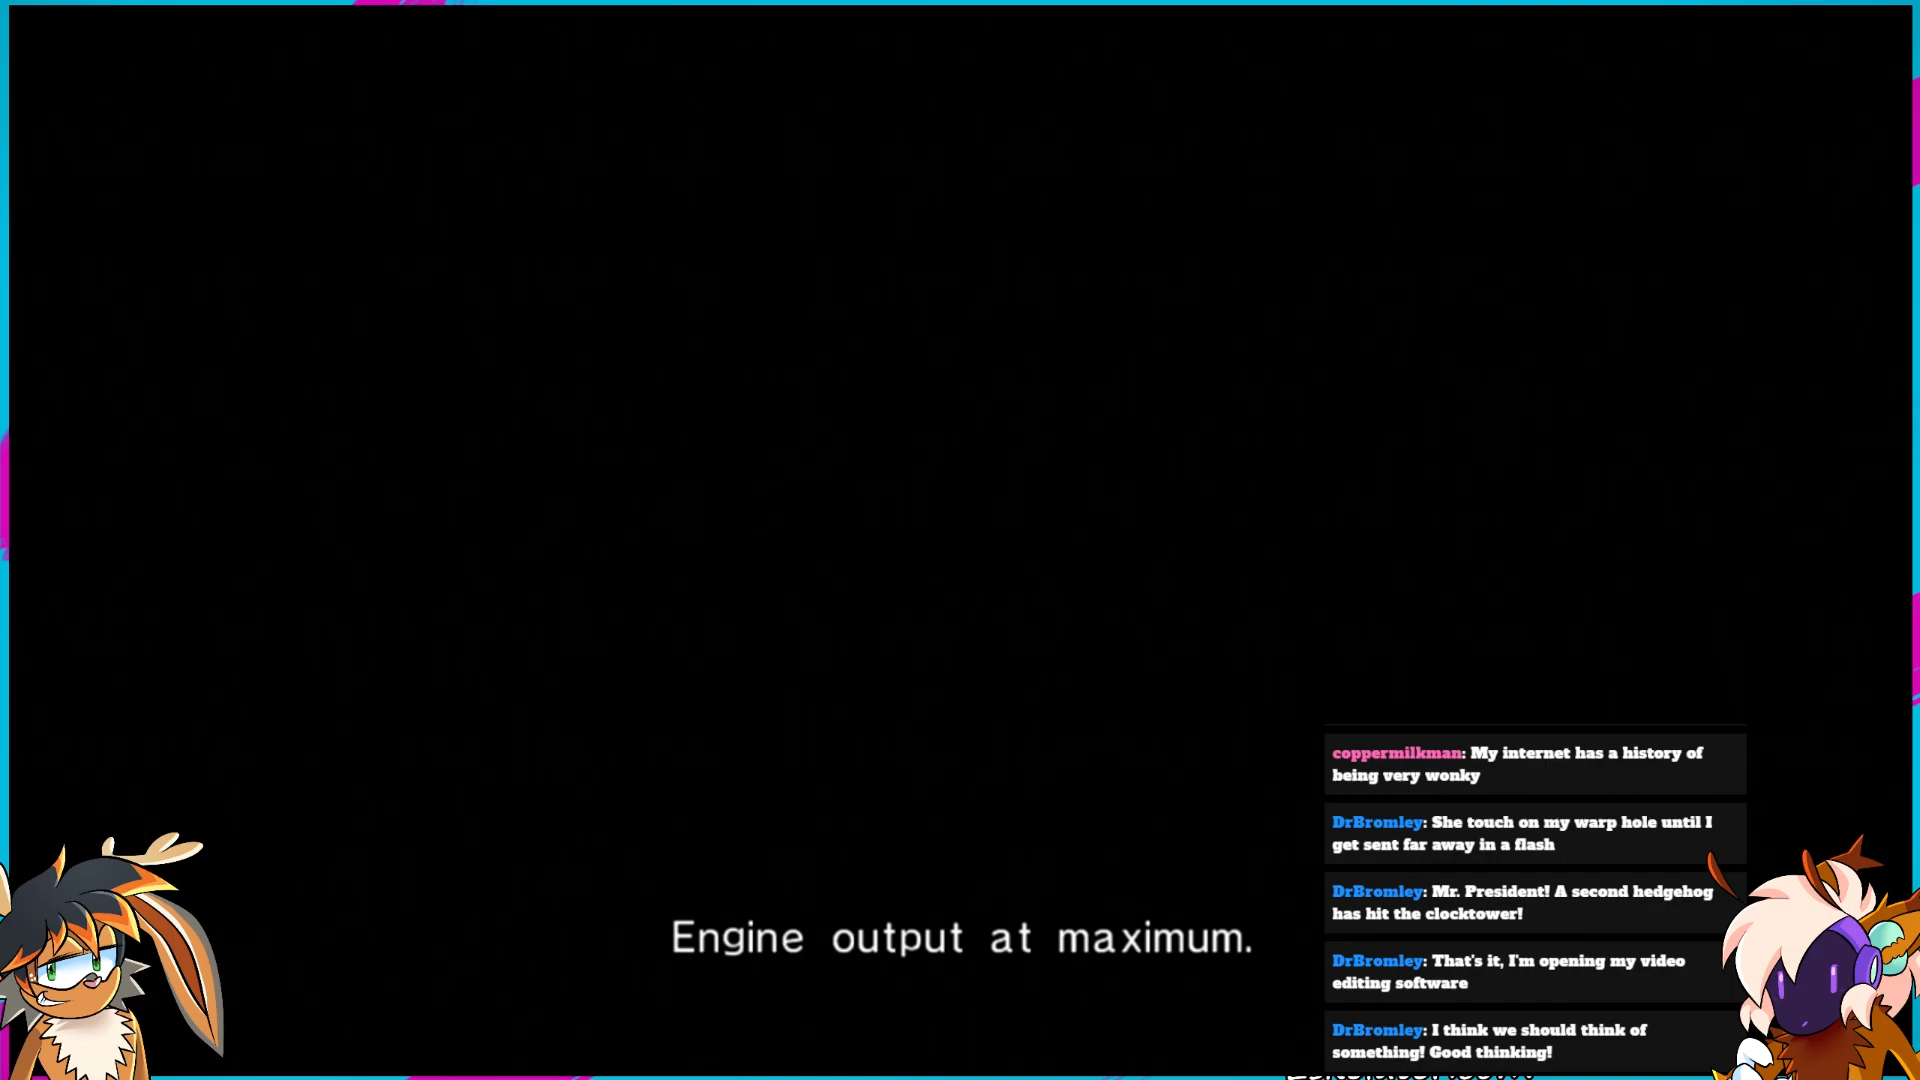 coppermilkman: My internet has a history of
being very wonky
DrBromley: She touch on my warp hole until I
get sent far away in a flash
DrBromley: Mr. President! A second hedgehog
has hit the clocktower!
Engine output at maximum.
DrBromley: That's it, I'm opening my video
editing software
DrBromley: I think we should think of
something! Good thinking!